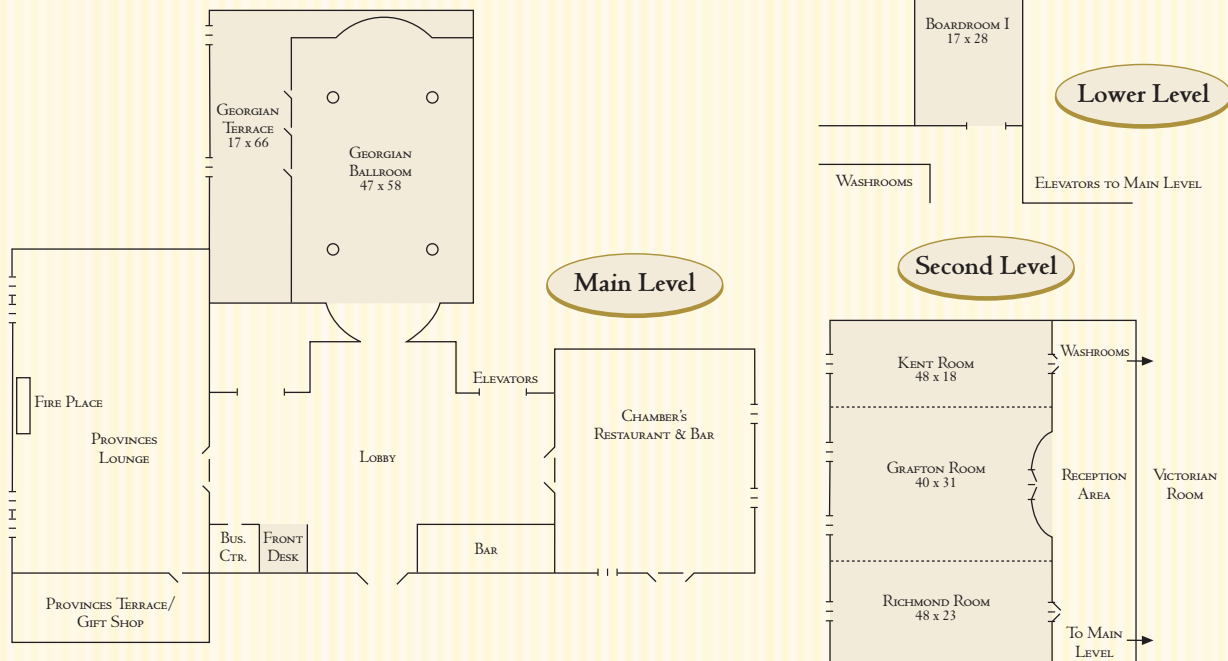 Georgian
Terrace
17 x 66
Georgian
Ballroom
47 x 58
Main Level
Fire Place
Provinces
Lounge
Lobby
Elevators
Chamber's
Restaurant & Bar
Bus.
Ctr.
Front
Desk
Bar
Provinces Terrace/
Gift Shop
Boardroom I
17 x 28
Lower Level
Washrooms
Elevators to Main Level
Second Level
Kent Room
48 x 18
Washrooms
Grafton Room
40 x 31
Reception
Area
Victorian
Room
Richmond Room
48 x 23
To Main
Level